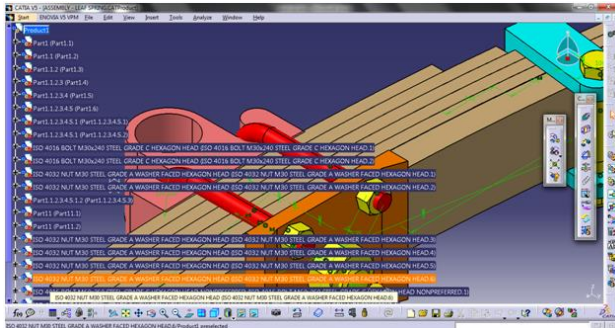 CATIA V5 - [ASSEMBLY - LEAF SPRING.CATProduct]
Start ENOVIA V5 VPM File Edit View Insert Tools Analyze Window Help
Product1
Part1 (Part1.1)
Part1.1 (Part1.2)
Part1.1.2 (Part1.3)
Part1.1.2.3 (Part1.4)
Part1.1.2.3.4 (Part1.5)
Part1.1.2.3.4.5 (Part1.6)
Part1.1.2.3.4.5.1 (Part1.1.2.3.4.5.1)
Part1.1.2.3.4.5.1 (Part1.1.2.3.4.5.2)
ISO 4016 BOLT M30x240 STEEL GRADE C HEXAGON HEAD (ISO 4016 BOLT M30x240 STEEL GRADE C HEXAGON HEAD.1)
ISO 4016 BOLT M30x240 STEEL GRADE C HEXAGON HEAD (ISO 4016 BOLT M30x240 STEEL GRADE C HEXAGON HEAD.2)
ISO 4032 NUT M30 STEEL GRADE A WASHER FACED HEXAGON HEAD (ISO 4032 NUT M30 STEEL GRADE A WASHER FACED HEXAGON HEAD.1)
ISO 4032 NUT M30 STEEL GRADE A WASHER FACED HEXAGON HEAD (ISO 4032 NUT M30 STEEL GRADE A WASHER FACED HEXAGON HEAD.2)
Part1.1.2.3.4.5.1.2 (Part1.1.2.3.4.5.3)
Part11 (Part11.1)
Part11 (Part11.2)
ISO 4032 NUT M30 STEEL GRADE A WASHER FACED HEXAGON HEAD (ISO 4032 NUT M30 STEEL GRADE A WASHER FACED HEXAGON HEAD.3)
ISO 4032 NUT M30 STEEL GRADE A WASHER FACED HEXAGON HEAD (ISO 4032 NUT M30 STEEL GRADE A WASHER FACED HEXAGON HEAD.4)
ISO 4032 NUT M30 STEEL GRADE A WASHER FACED HEXAGON HEAD (ISO 4032 NUT M30 STEEL GRADE A WASHER FACED HEXAGON HEAD.5)
ISO 4032 NUT M30 STEEL GRADE A WASHER FACED HEXAGON HEAD (ISO 4032 NUT M30 STEEL GRADE A WASHER FACED HEXAGON HEAD.6)
HEAD NONPREFERRED.1)
ISO 4032 NUT M30 STEEL GRADE A WASHER FACED HEXAGON HEAD (ISO 4032 NUT M30 STEEL GRADE A WASHER FACED HEXAGON HEAD.6)
ISO 4032 NUT M30 STEEL GRADE A WASHER FACED HEXAGON HEAD.6/Product1 preselected